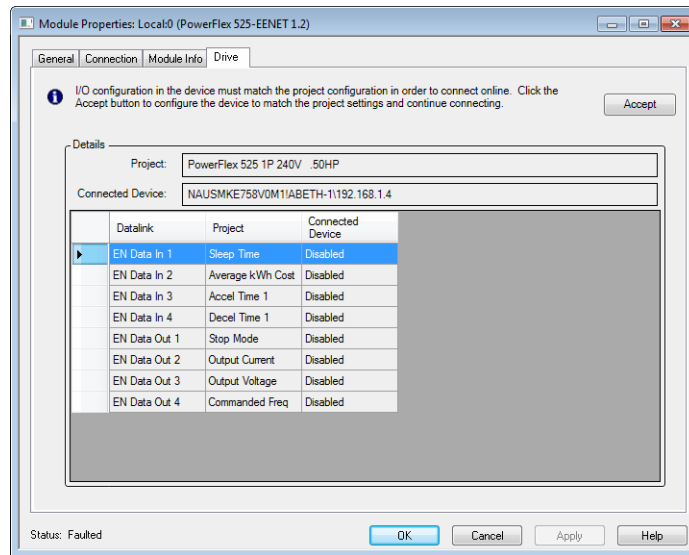 Module Properties: Local:0 (PowerFlex 525-EENET 1.2)
General Connection Module Info Drive
I/O configuration in the device must match the project configuration in order to connect online. Click the
Accept button to configure the device to match the project settings and continue connecting.
Accept
Details
Project: PowerFlex 525 1P 240V .50HP
Connected Device: NAUSMKE758V0M1!ABETH-1\192.168.1.4
Datalink Project Connected
Device
EN Data In 1 Sleep Time Disabled
EN Data In 2 Average kWh Cost Disabled
EN Data In 3 Accel Time 1 Disabled
EN Data In 4 Decel Time 1 Disabled
EN Data Out 1 Stop Mode Disabled
EN Data Out 2 Output Current Disabled
EN Data Out 3 Output Voltage Disabled
EN Data Out 4 Commanded Freq Disabled
Status: Faulted OK Cancel Apply Help